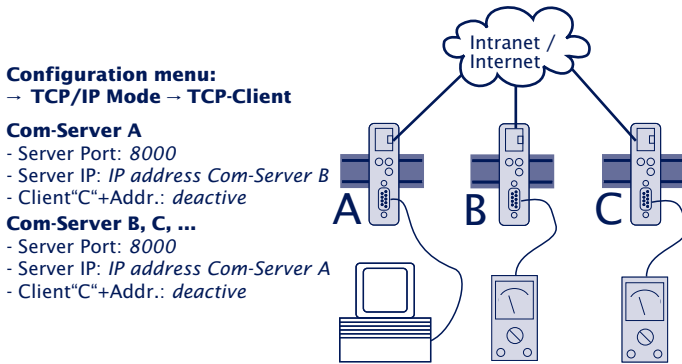 Configuration menu:
→ TCP/IP Mode → TCP-Client
Com-Server A
- Server Port: 8000
- Server IP: IP address Com-Server B
- Client“C“+Addr.: deactive
Com-Server B, C, ...
- Server Port: 8000
- Server IP: IP address Com-Server A
- Client“C“+Addr.: deactive
Intranet /
Internet
A
B
C